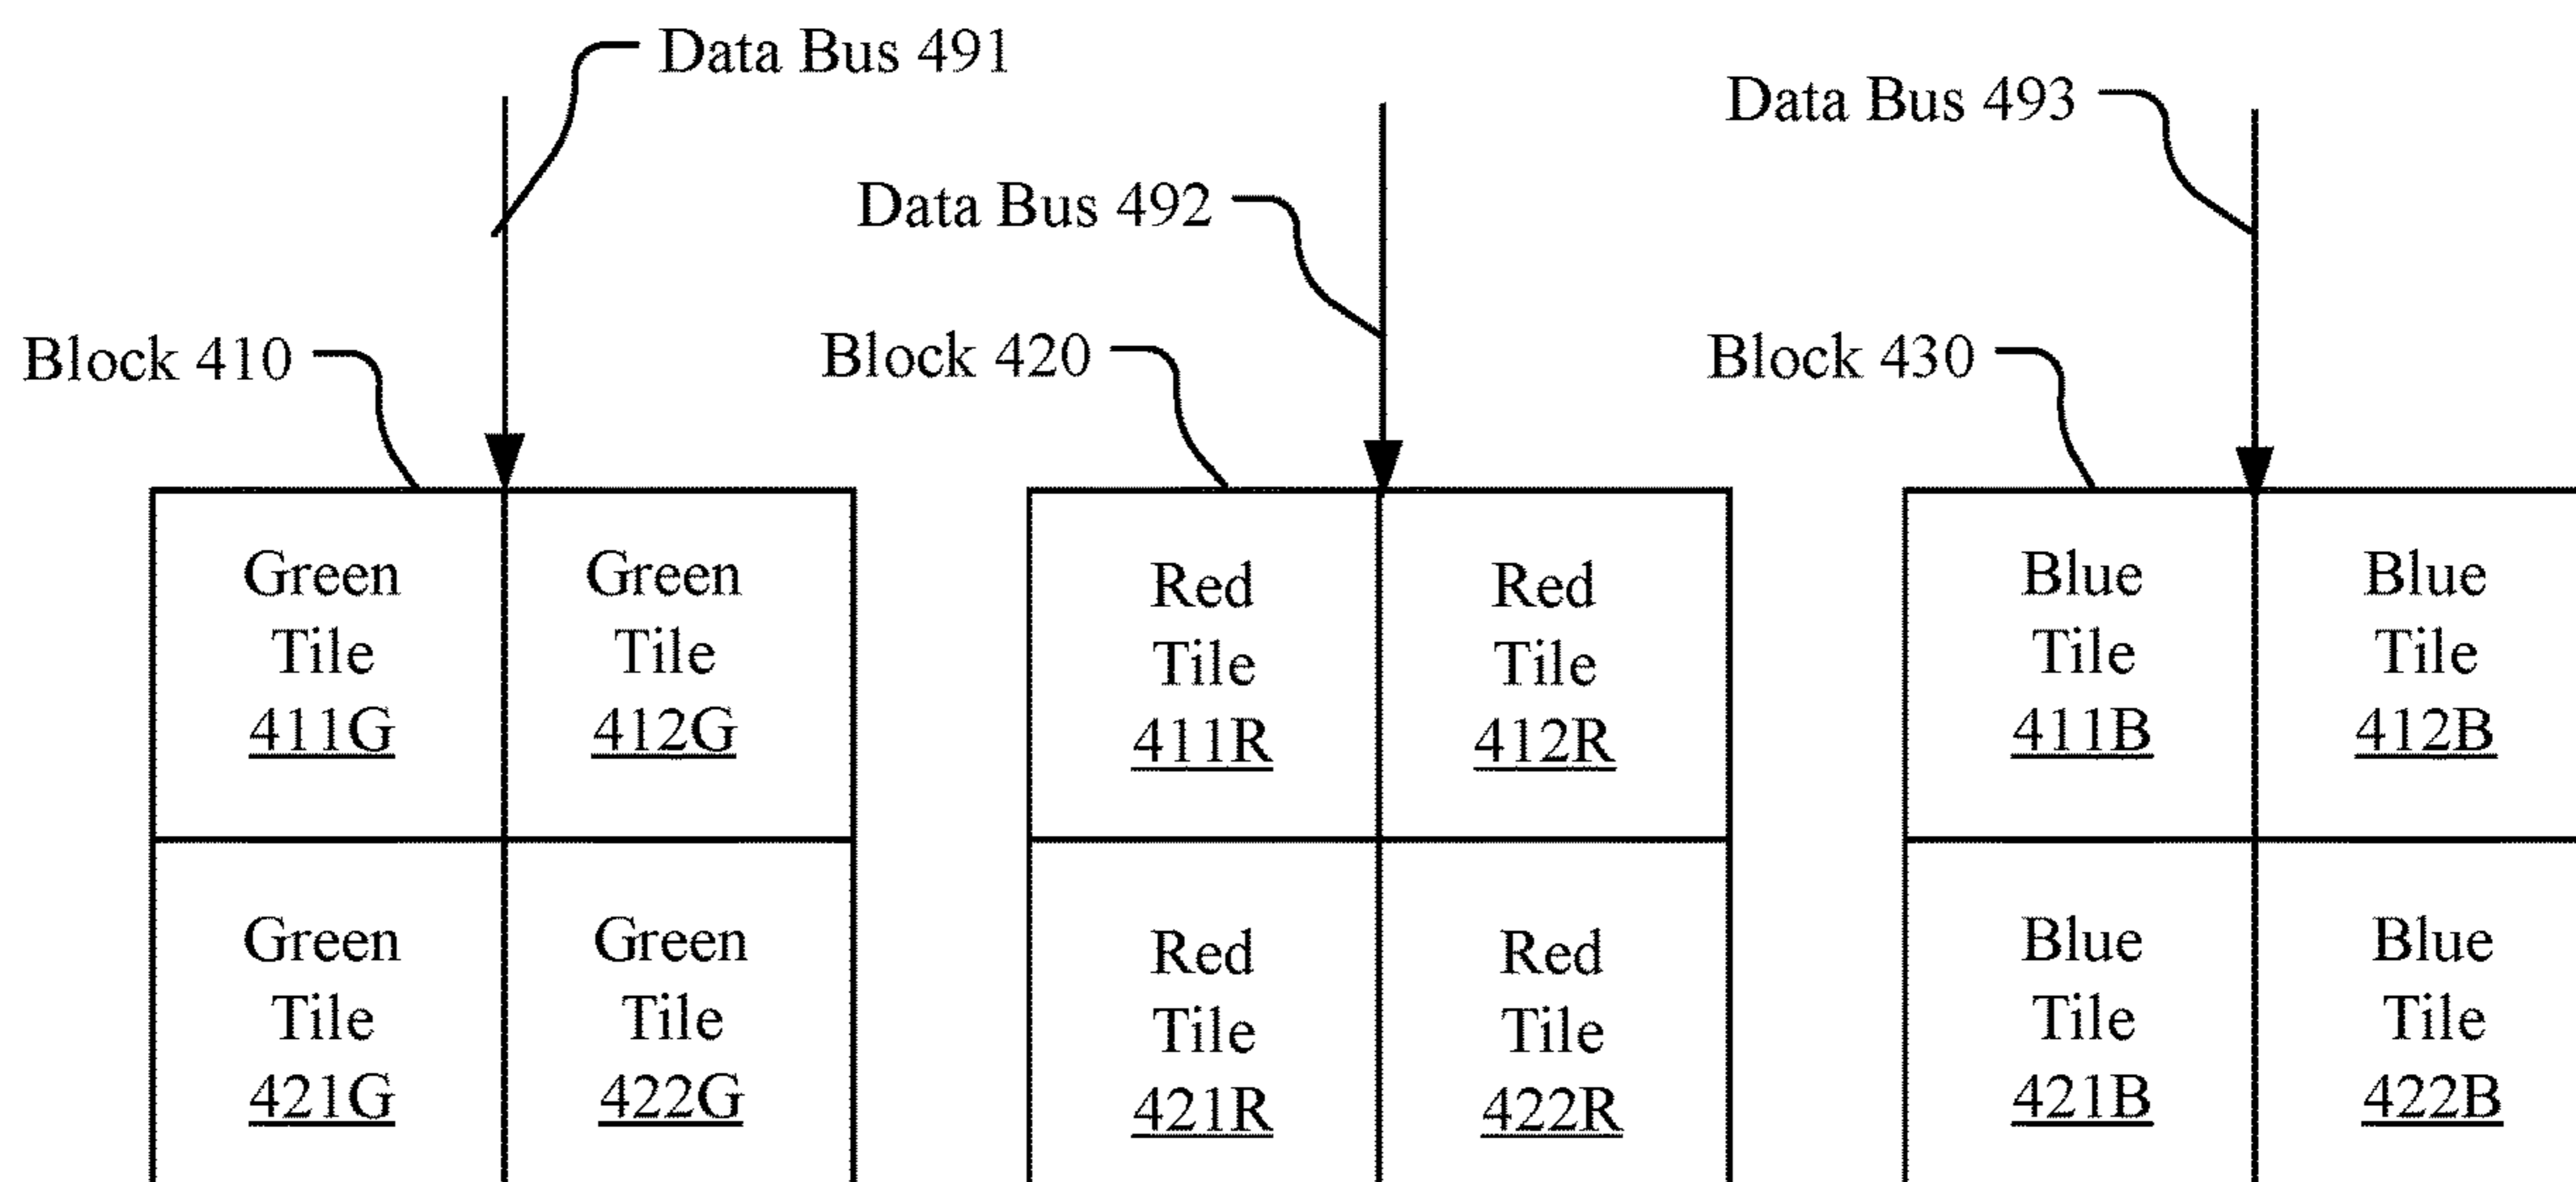 Data Bus 491
Data Bus 493
Data Bus 492
Block 410
Block 420
Block 430
Green
Tile
411G
Green
Tile
412G
Red
Tile
411R
Red
Tile
412R
Blue
Tile
411B
Blue
Tile
412B
Green
Tile
421G
Green
Tile
422G
Red
Tile
421R
Red
Tile
422R
Blue
Tile
421B
Blue
Tile
422B